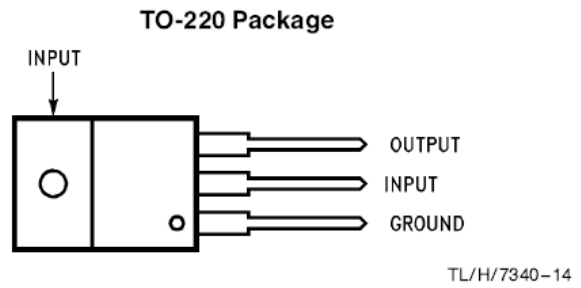 TO-220 Package
INPUT
OUTPUT
INPUT
GROUND
TL/H/7340–14